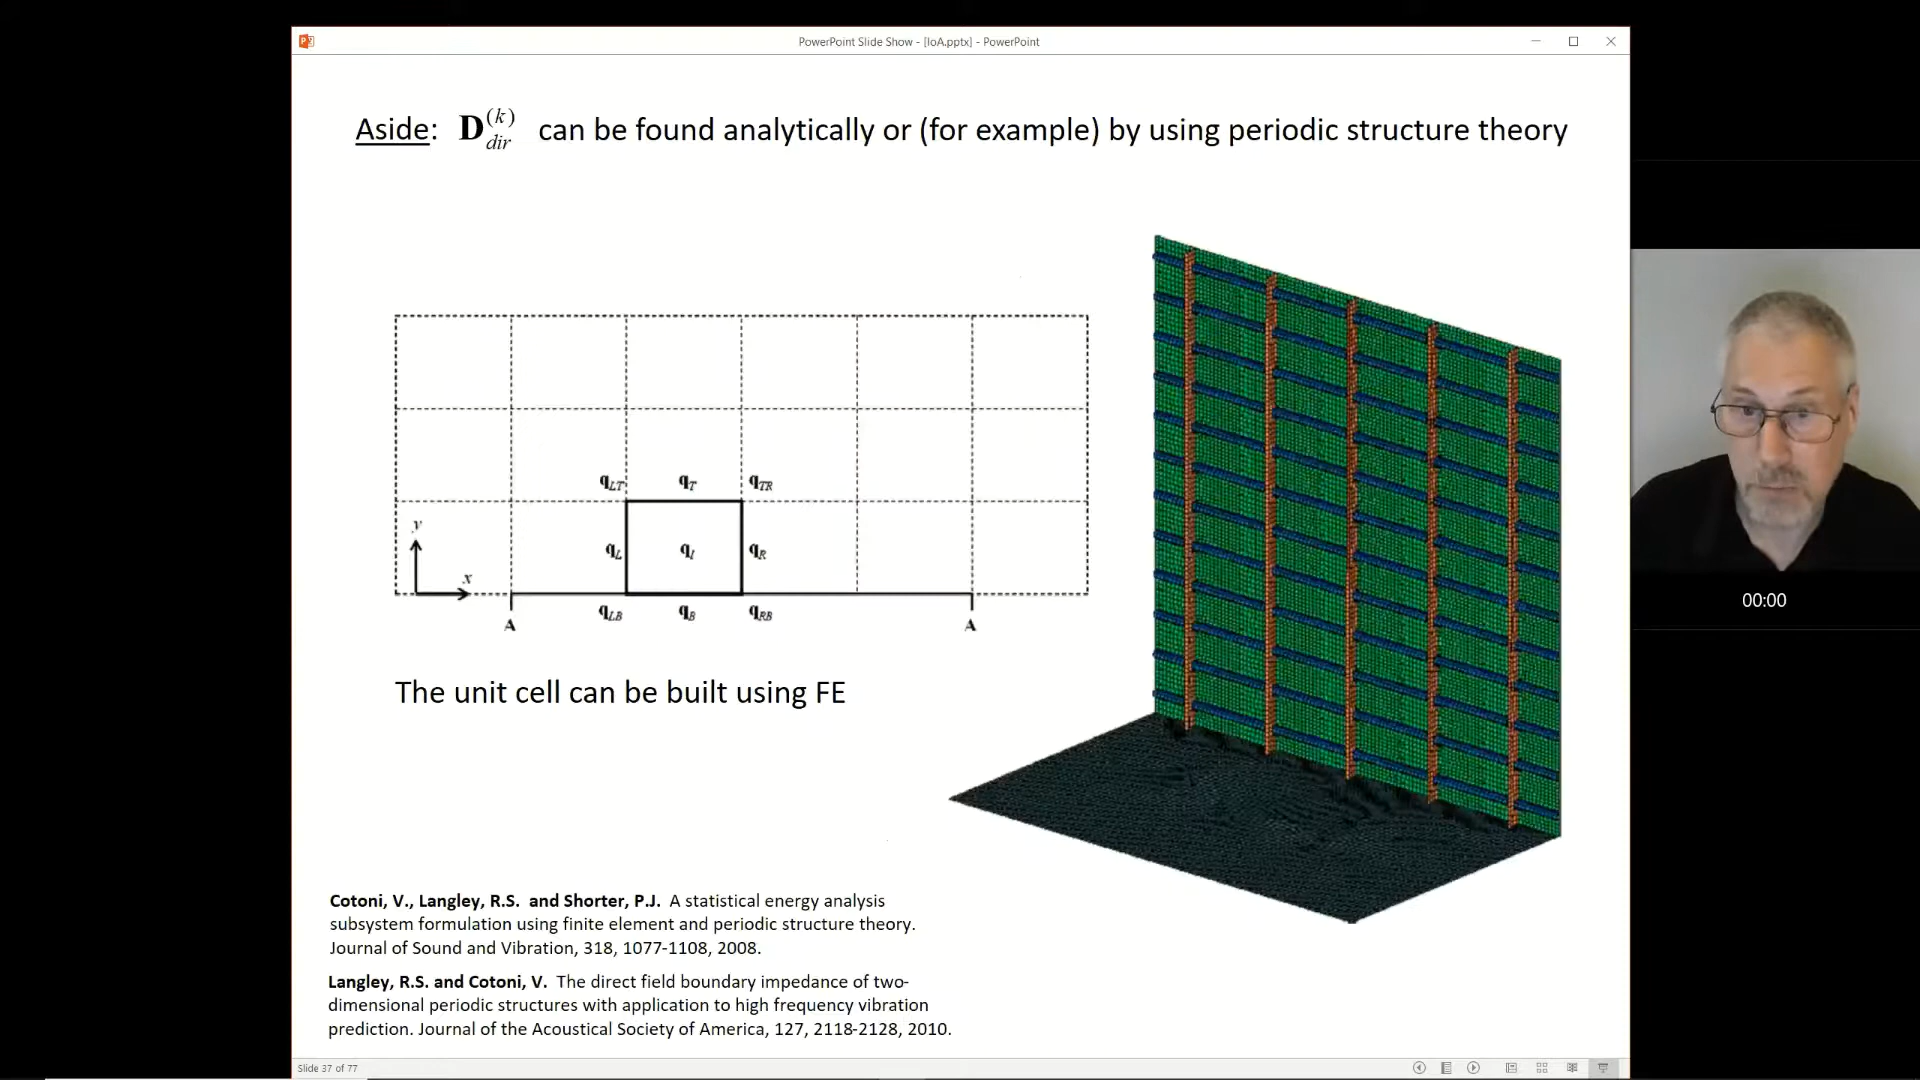 PowerPoint Slide Show - [IoA.pptx] - PowerPoint
Aside: D(k)dir can be found analytically or (for example) by using periodic structure theory
qLT qT qTR
y
qL qI qR
x
qLB qB qRB
A A
The unit cell can be built using FE
00:00
Cotoni, V., Langley, R.S. and Shorter, P.J. A statistical energy analysis
subsystem formulation using finite element and periodic structure theory.
Journal of Sound and Vibration, 318, 1077-1108, 2008.
Langley, R.S. and Cotoni, V. The direct field boundary impedance of two-
dimensional periodic structures with application to high frequency vibration
prediction. Journal of the Acoustical Society of America, 127, 2118-2128, 2010.
Slide 37 of 77